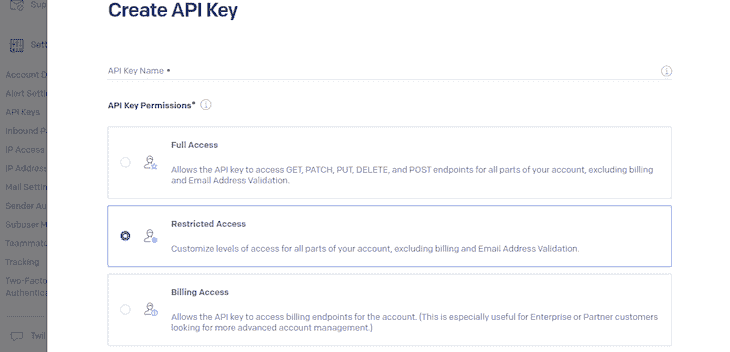 Create API Key
API Key Name *
API Key Permissions*
Full Access
Allows the API key to access GET, PATCH, PUT, DELETE, and POST endpoints for all parts of your account, excluding billing
and Email Address Validation.
Restricted Access
Customize levels of access for all parts of your account, excluding billing and Email Address Validation.
Billing Access
Allows the API key to access billing endpoints for the account. (This is especially useful for Enterprise or Partner customers
looking for more advanced account management.)
Sup
Sett
Account D
Alert Setti
API Keys
Inbound P
IP Access
IP Address
Mail Settin
Sender Au
Subuser M
Teammate
Tracking
Two-Facto
Authentica
Twil